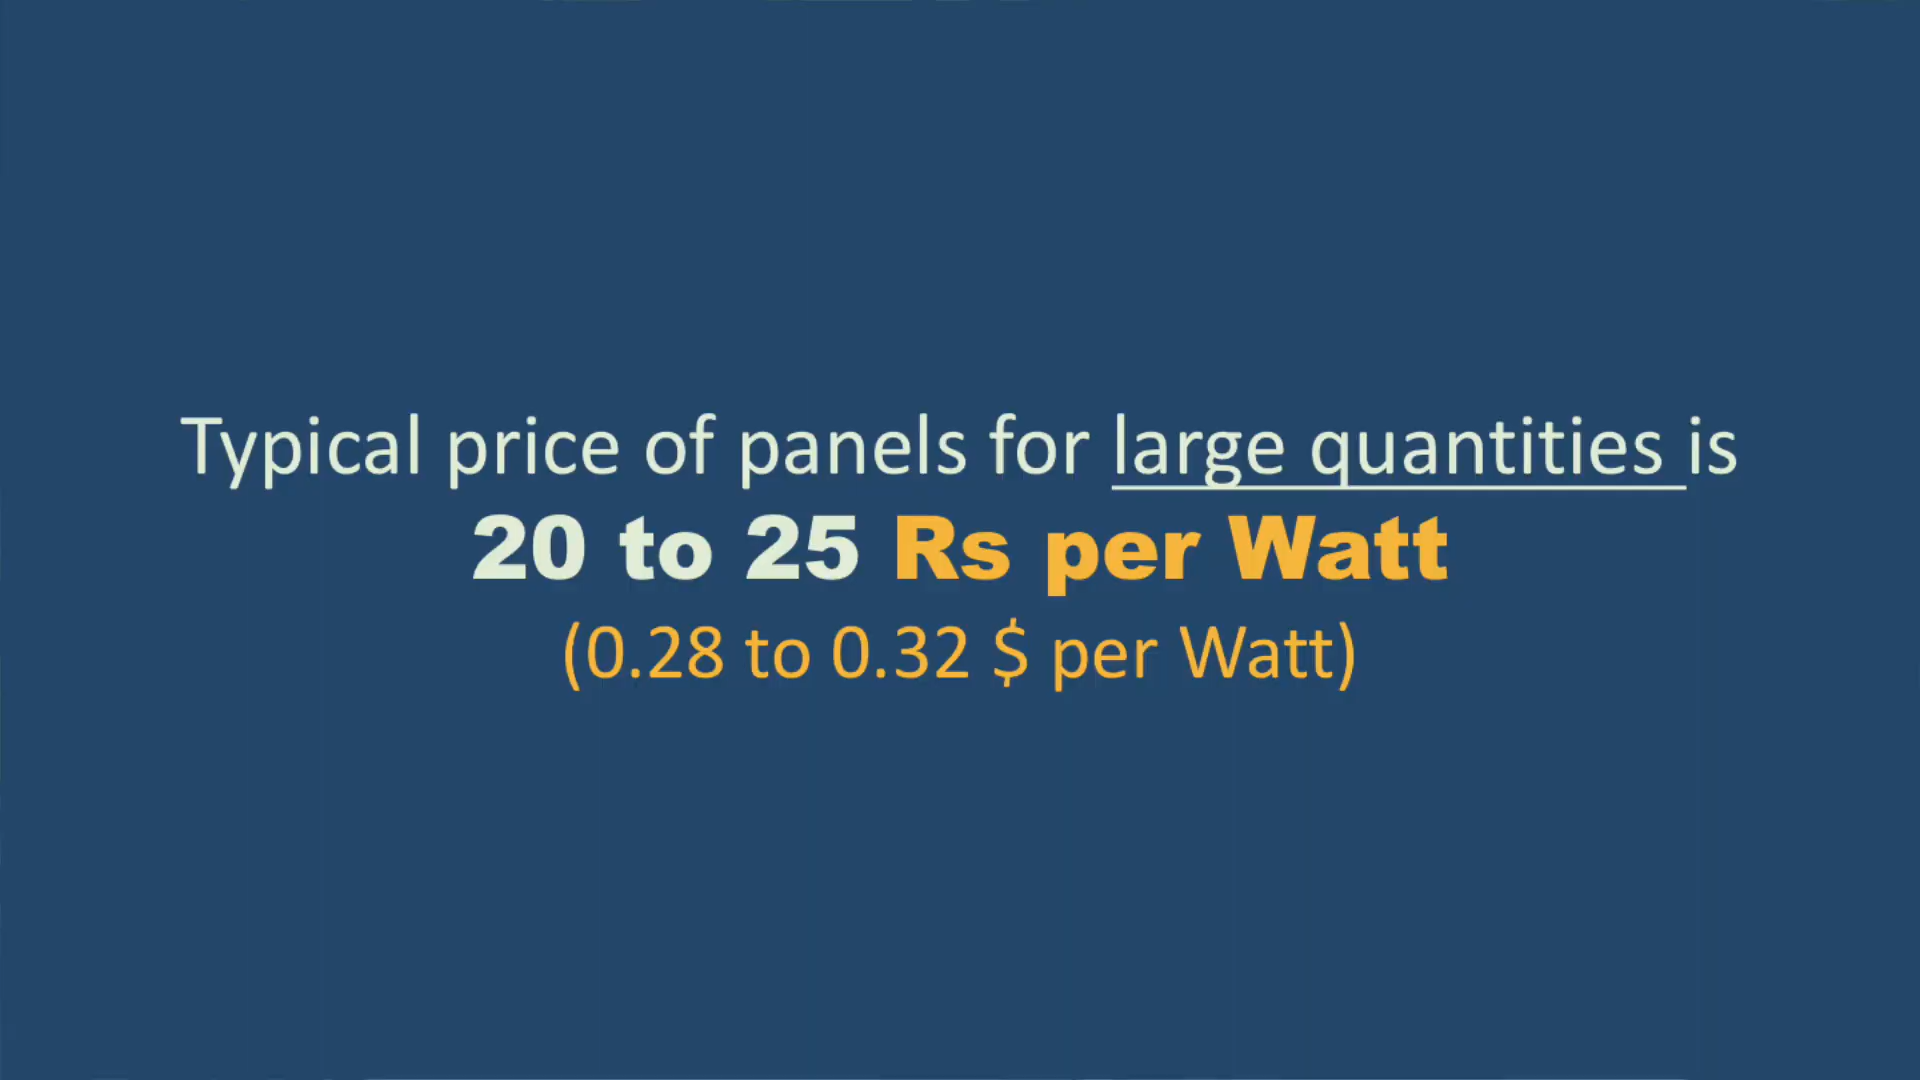 Typical price of panels for large quantities is
20 to 25 Rs per Watt
(0.28 to 0.32 $ per Watt)